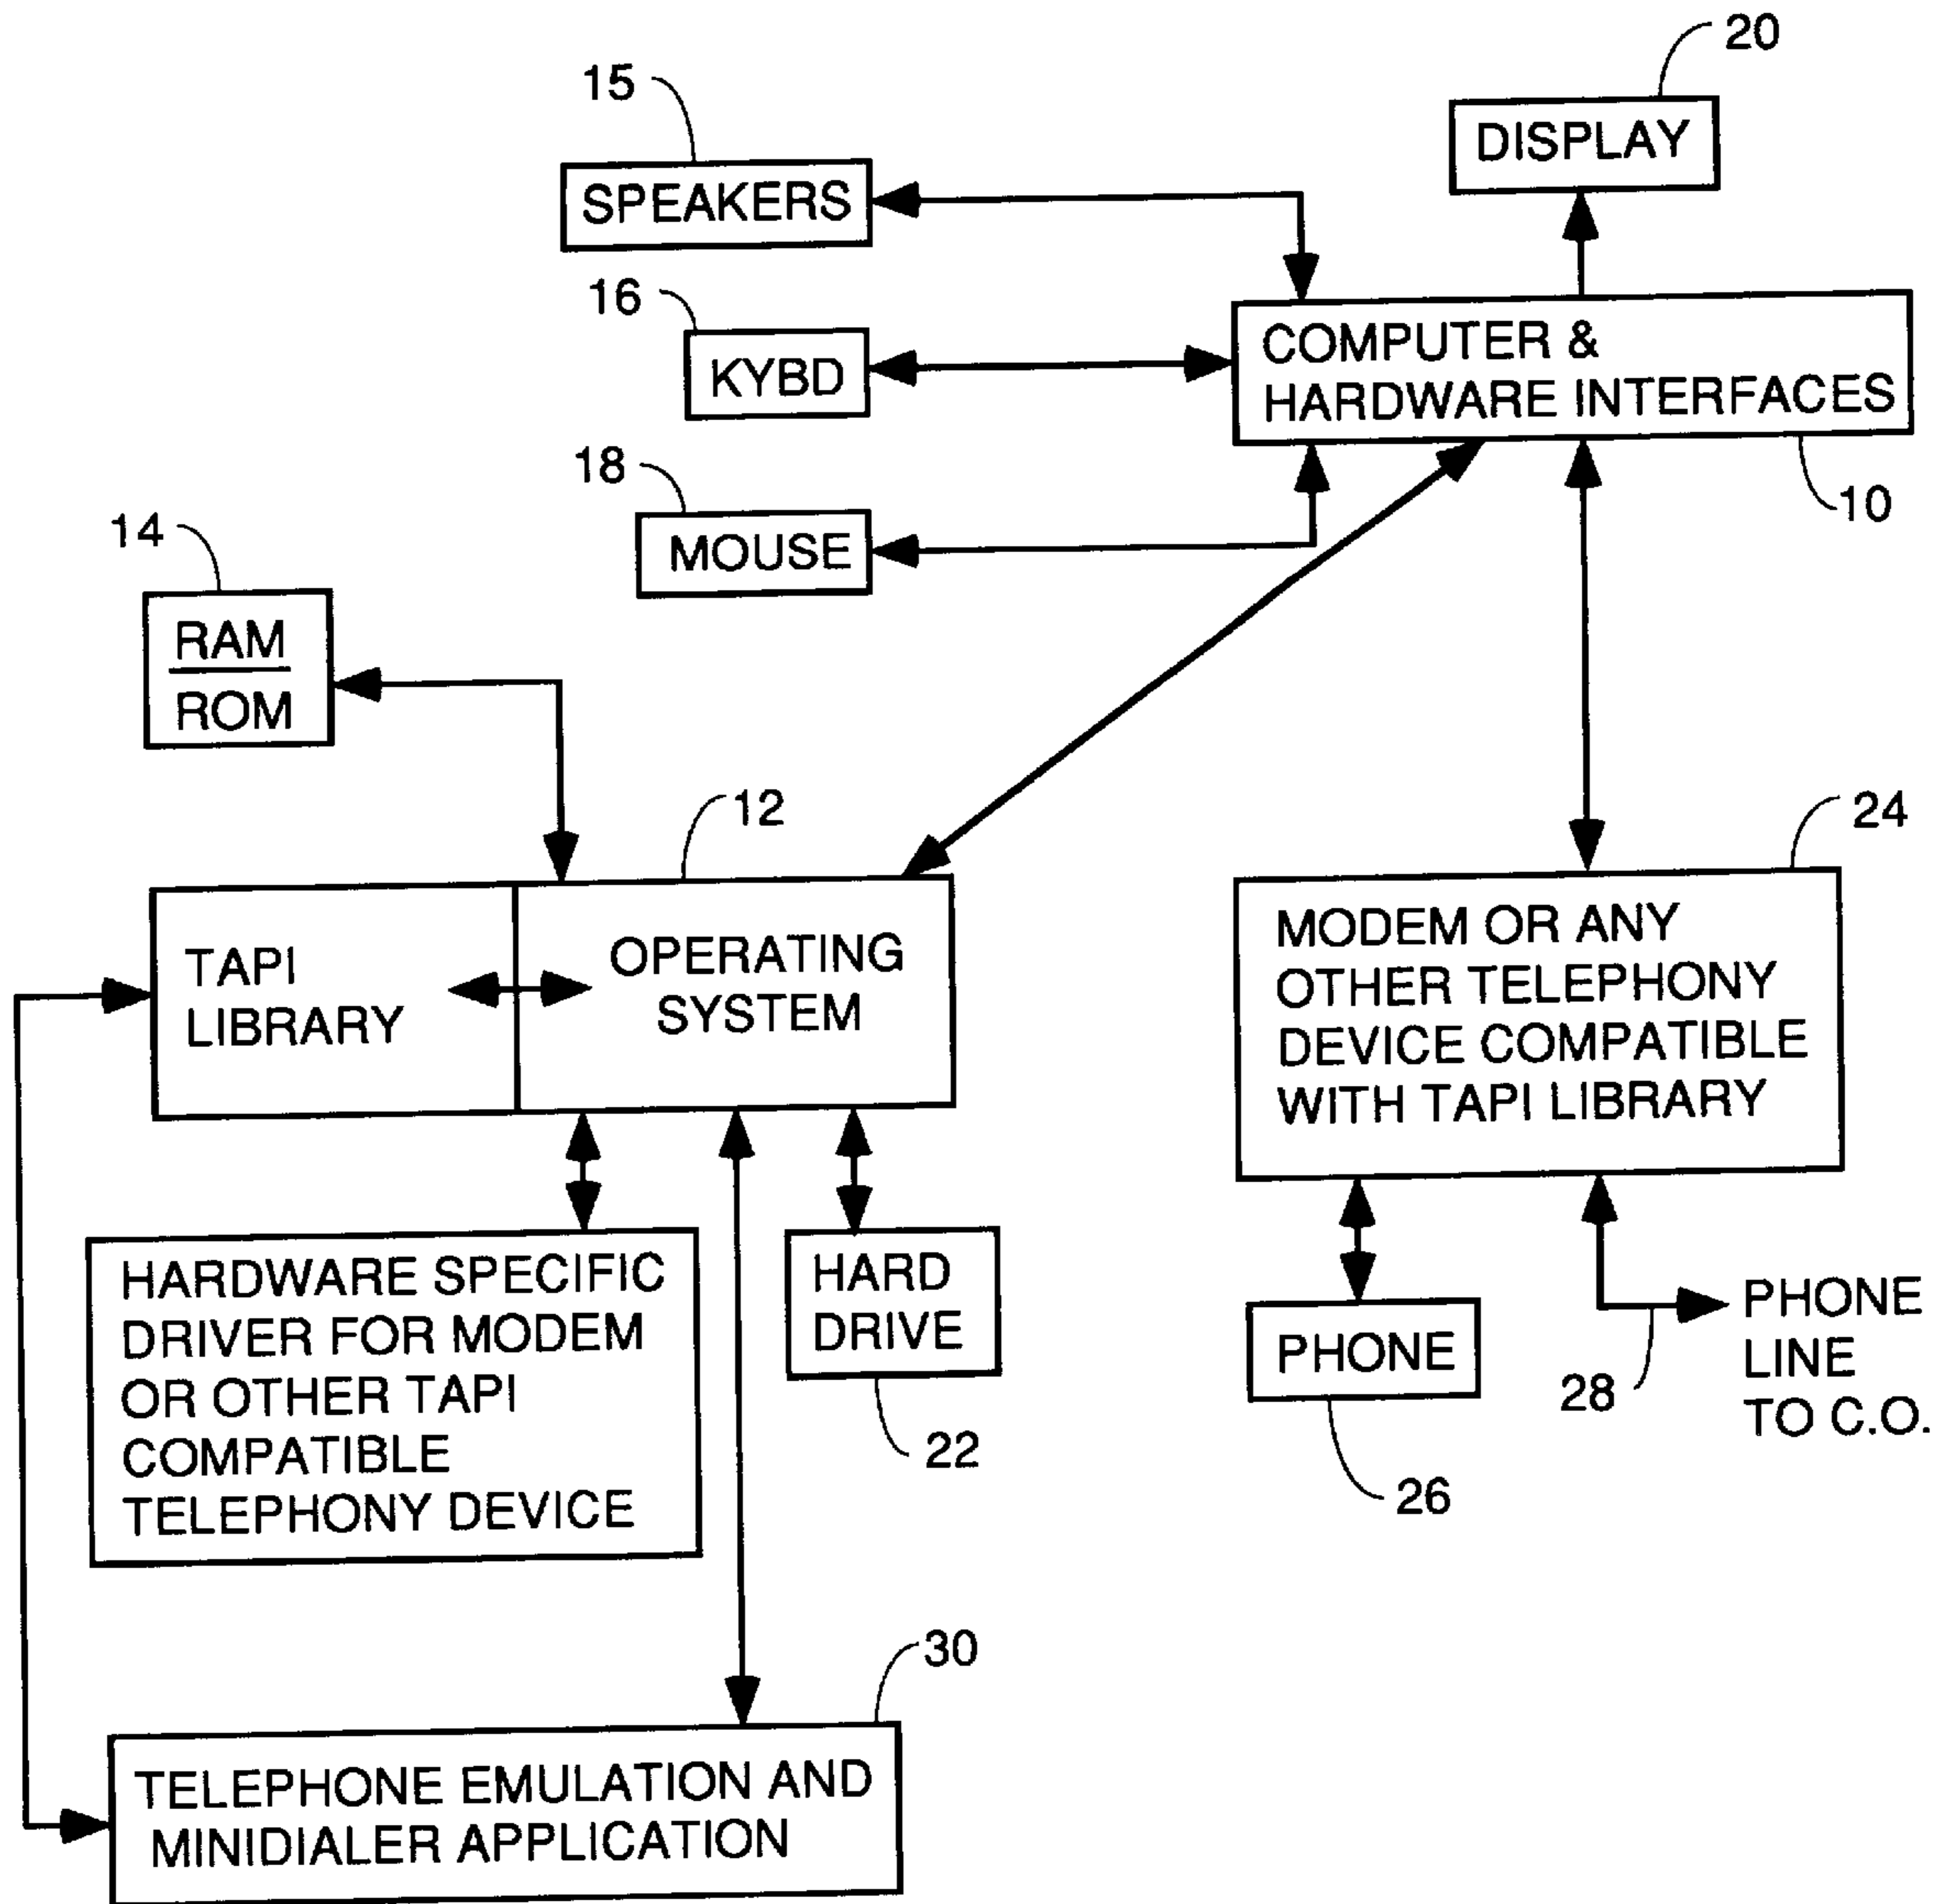 20
15
DISPLAY
SPEAKERS
16
COMPUTER &
HARDWARE INTERFACES
KYBD
18
10
14
MOUSE
RAM
ROM
12
24
TAPI
LIBRARY
OPERATING
SYSTEM
MODEM OR ANY
OTHER TELEPHONY
DEVICE COMPATIBLE
WITH TAPI LIBRARY
HARDWARE SPECIFIC
DRIVER FOR MODEM
OR OTHER TAPI
COMPATIBLE
TELEPHONY DEVICE
HARD
DRIVE
22
PHONE
26
28
PHONE
LINE
TO C.O.
30
TELEPHONE EMULATION AND
MINIDIALER APPLICATION